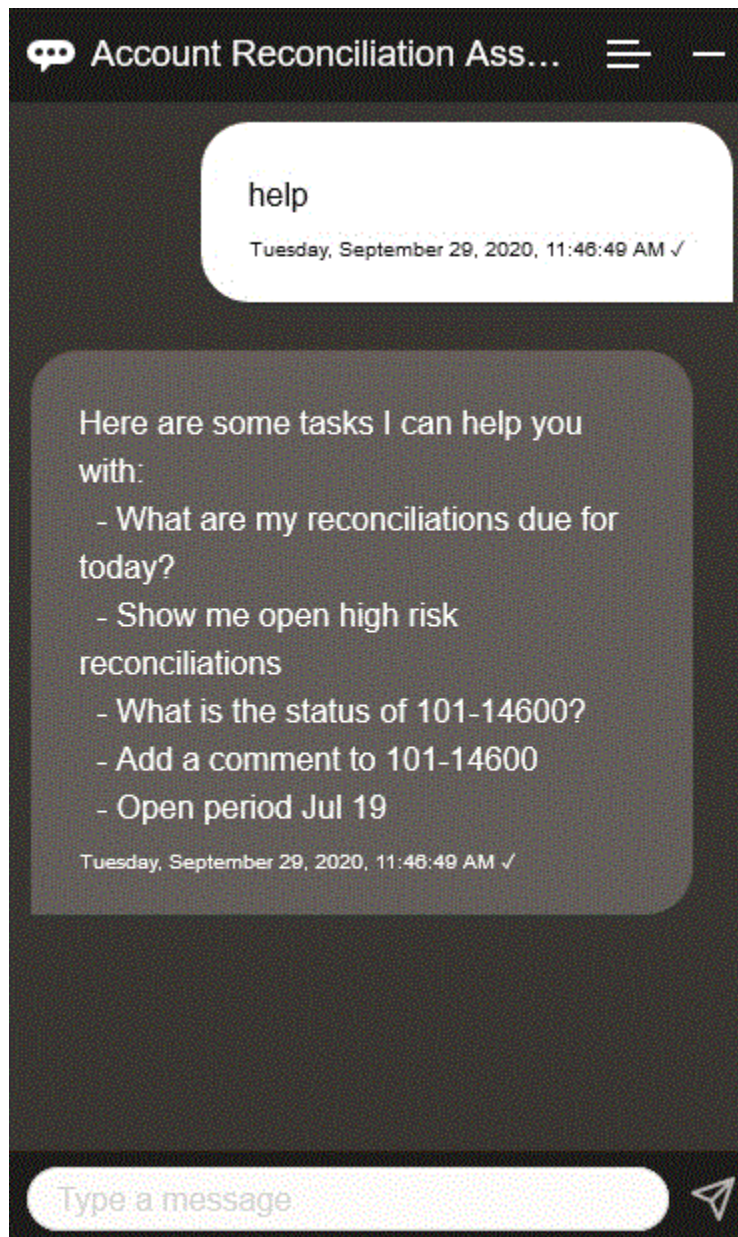 Account Reconciliation Ass...
help
Tuesday, September 29, 2020, 11:46:49 AM ✓
Here are some tasks I can help you
with:
- What are my reconciliations due for
today?
- Show me open high risk
reconciliations
- What is the status of 101-14600?
- Add a comment to 101-14600
- Open period Jul 19
Tuesday, September 29, 2020, 11:46:49 AM ✓
Type a message